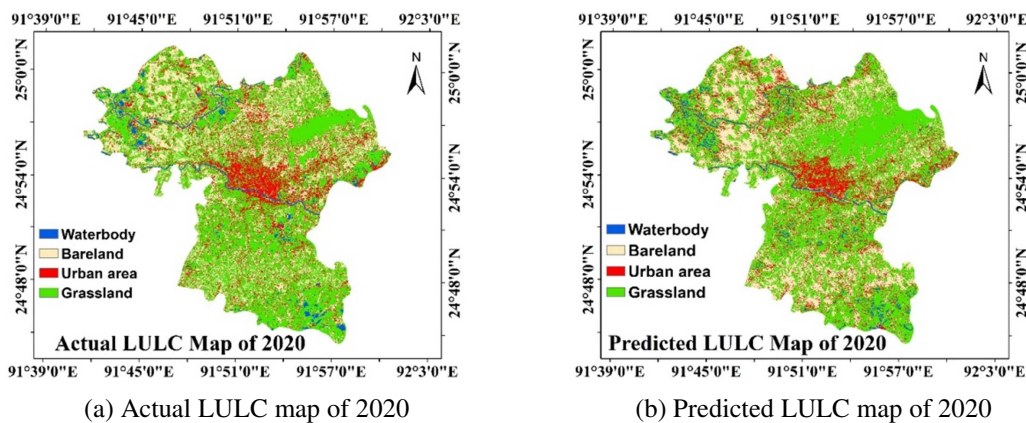 91°39'0"E 91°45'0"E 91°51'0"E 91°57'0"E 92°3'0"E
25°0'0"N
24°54'0"N
24°48'0"N
N
Waterbody
Bareland
Urban area
Grassland
Actual LULC Map of 2020
25°0'0"N
24°54'0"N
24°48'0"N
91°39'0"E 91°45'0"E 91°51'0"E 91°57'0"E 92°3'0"E
(a) Actual LULC map of 2020
91°39'0"E 91°45'0"E 91°51'0"E 91°57'0"E 92°3'0"E
25°0'0"N
24°54'0"N
24°48'0"N
N
Waterbody
Bareland
Urban area
Grassland
Predicted LULC Map of 2020
25°0'0"N
24°54'0"N
24°48'0"N
91°39'0"E 91°45'0"E 91°51'0"E 91°57'0"E 92°3'0"E
(b) Predicted LULC map of 2020